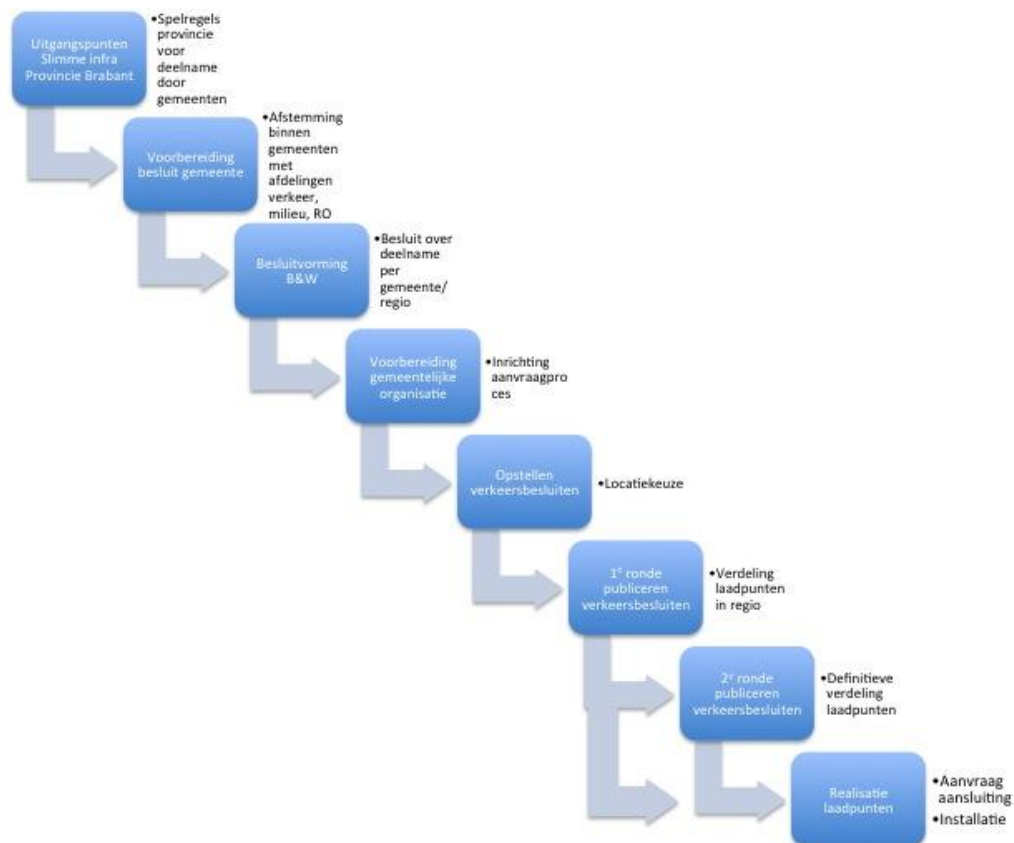 Uitgangspunten
Slimme infra
Provincie Brabant
•Spelregels
provincie
voor
deelname
door
gemeenten
Voorbereiding
besluit gemeente
•Afstemming
binnen
gemeenten
met
afdelingen
verkeer,
milieu, RO
Besluitvorming
B&W
•Besluit over
deelname
per
gemeente/
regio
Voorbereiding
gemeentelijke
organisatie
•Inrichting
aanvraagpro
ces
Opstellen
verkeersbesluiten
•Locatiekeuze
1e ronde
publiceren
verkeersbesluiten
•Verdeling
laadpunten
in regio
2e ronde
publiceren
verkeersbesluiten
•Definitieve
verdeling
laadpunten
Realisatie
laadpunten
•Aanvraag
aansluiting
•Installatie